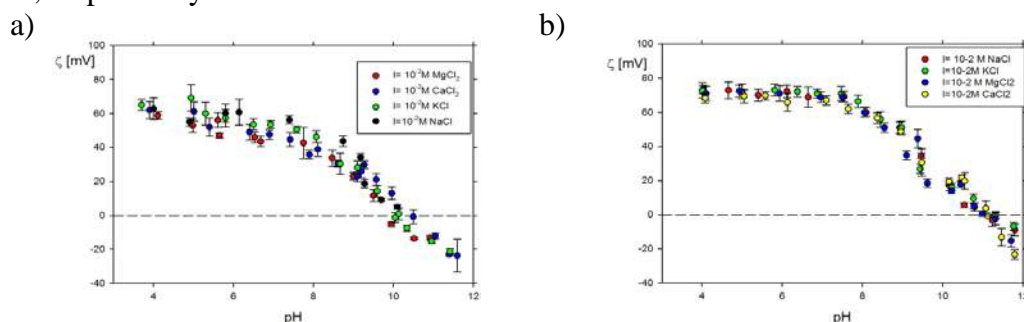 a)
b)
ζ [mV]
100
80
60
40
20
0
-20
-40
4
6
8
10
12
pH
I= 10⁻²M MgCl₂
I= 10⁻²M CaCl₂
I= 10⁻²M KCl
I=10⁻²M NaCl
ζ [mV]
100
80
60
40
20
0
-20
-40
4
6
8
10
12
pH
I= 10-2 M NaCl
I=10-2M KCl
I= 10-2 M MgCl2
I= 10-2M CaCl2